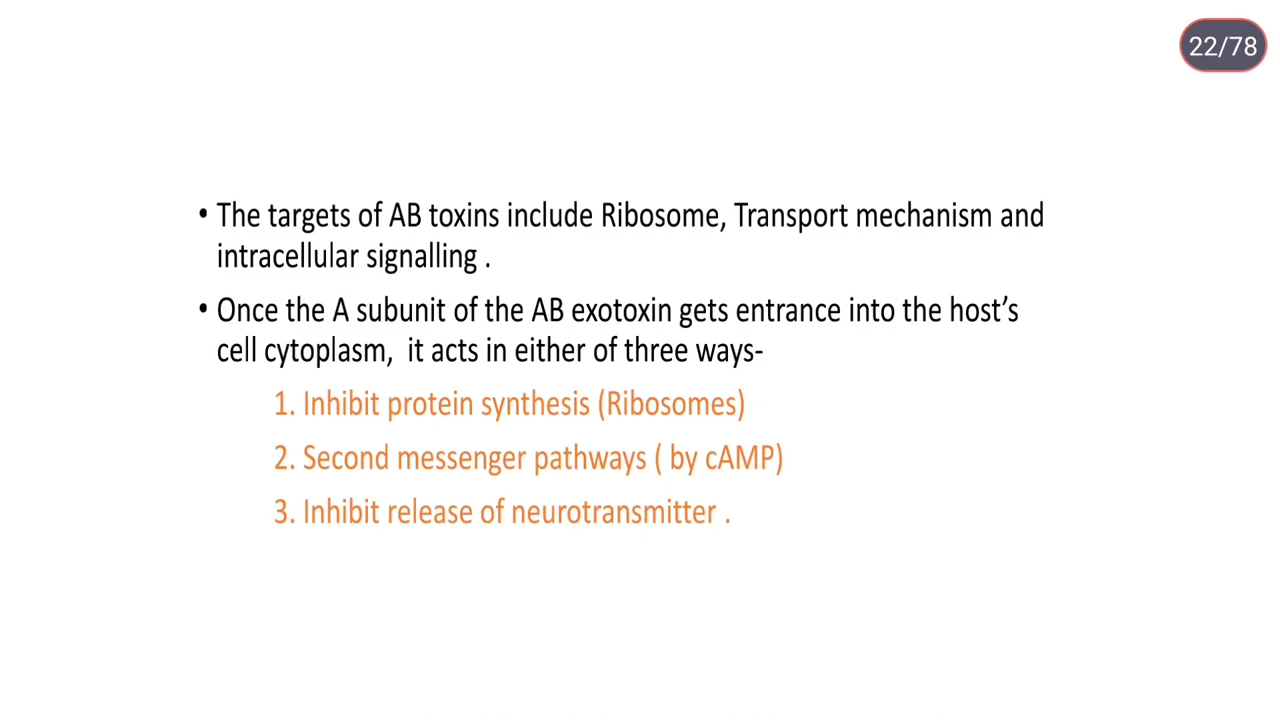 22/78
• The targets of AB toxins include Ribosome, Transport mechanism and
intracellular signalling .
• Once the A subunit of the AB exotoxin gets entrance into the host’s
cell cytoplasm,  it acts in either of three ways-
1. Inhibit protein synthesis (Ribosomes)
2. Second messenger pathways ( by cAMP)
3. Inhibit release of neurotransmitter .